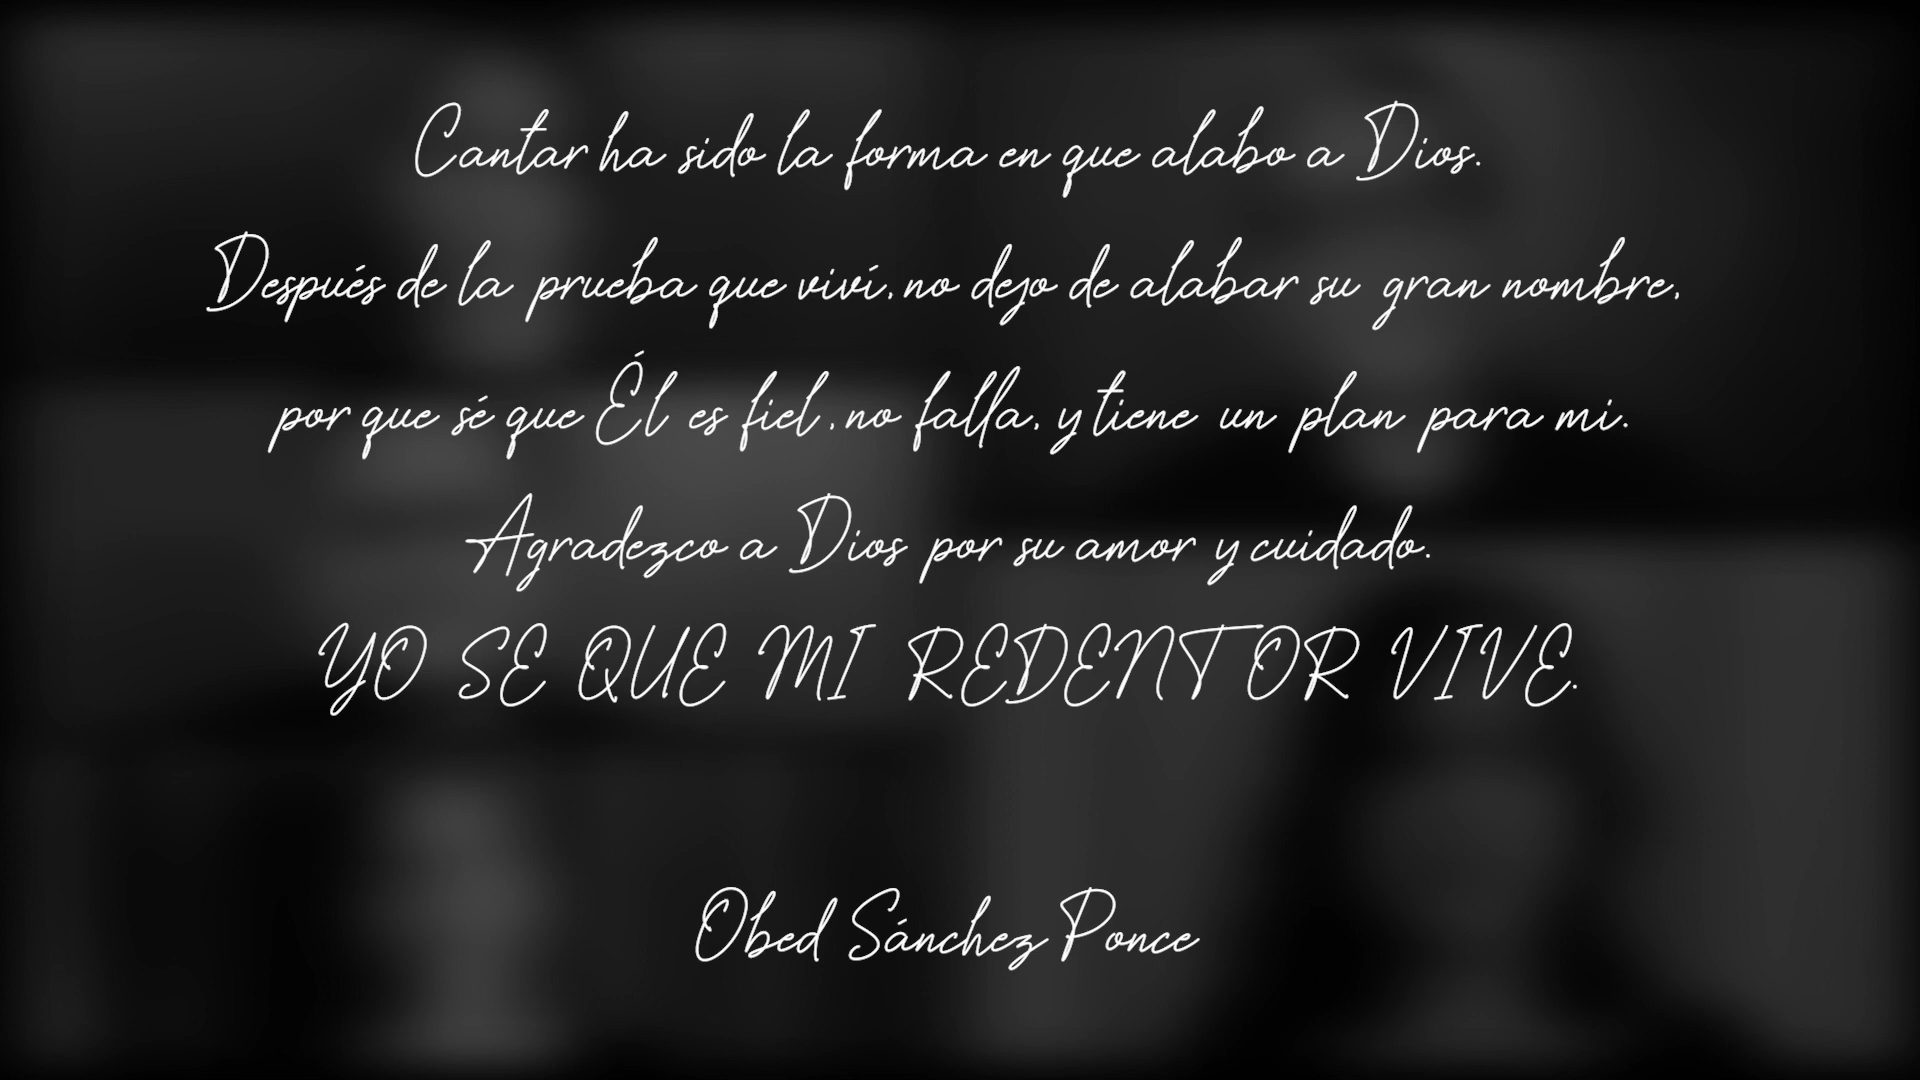 Cantar ha sido la forma en que alabo a Dios.
Después de la prueba que viví, no dejo de alabar su gran nombre,
por que sé que Él es fiel, no falla, y tiene un plan para mi.
Agradezco a Dios por su amor y cuidado.
YO SE QUE MI REDENTOR VIVE.
Obed Sánchez Ponce